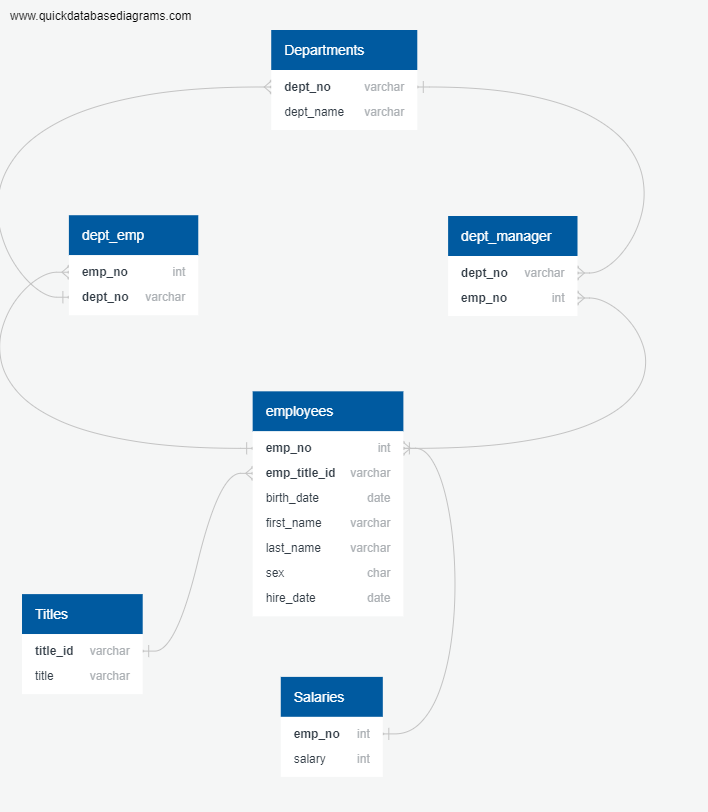 www.quickdatabasediagrams.com
Departments
dept_no varchar
dept_name varchar
dept_emp
emp_no int
dept_no varchar
dept_manager
dept_no varchar
emp_no int
employees
emp_no int
emp_title_id varchar
birth_date date
first_name varchar
last_name varchar
sex char
hire_date date
Titles
title_id varchar
title varchar
Salaries
emp_no int
salary int